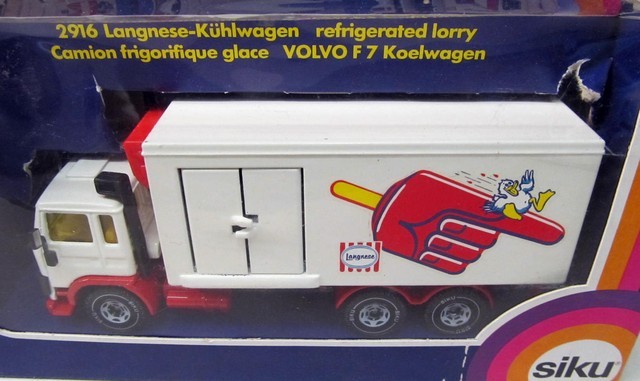 2916 Langnese-Kühlwagen refrigerated lorry
Camion frigorifique glace VOLVO F 7 Koelwagen
Langnese
siku